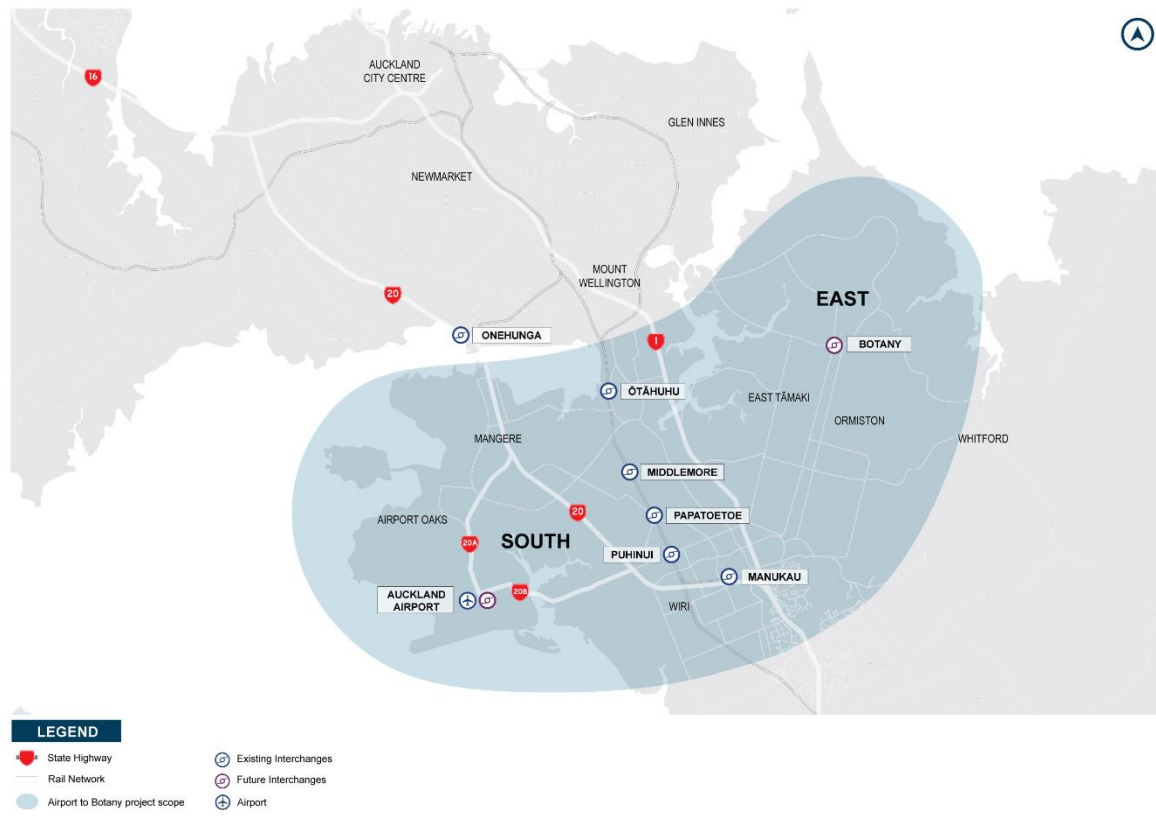 16
AUCKLAND
CITY CENTRE
GLEN INNES
NEWMARKET
MOUNT
WELLINGTON
20
EAST
ONEHUNGA
1
BOTANY
ŌTĀHUHU
EAST TĀMAKI
ORMISTON
MANGERE
WHITFORD
MIDDLEMORE
AIRPORT OAKS
20
PAPATOETOE
20A
SOUTH
PUHINUI
MANUKAU
AUCKLAND
AIRPORT
20B
WIRI
LEGEND
State Highway
Rail Network
Airport to Botany project scope
Existing Interchanges
Future Interchanges
Airport